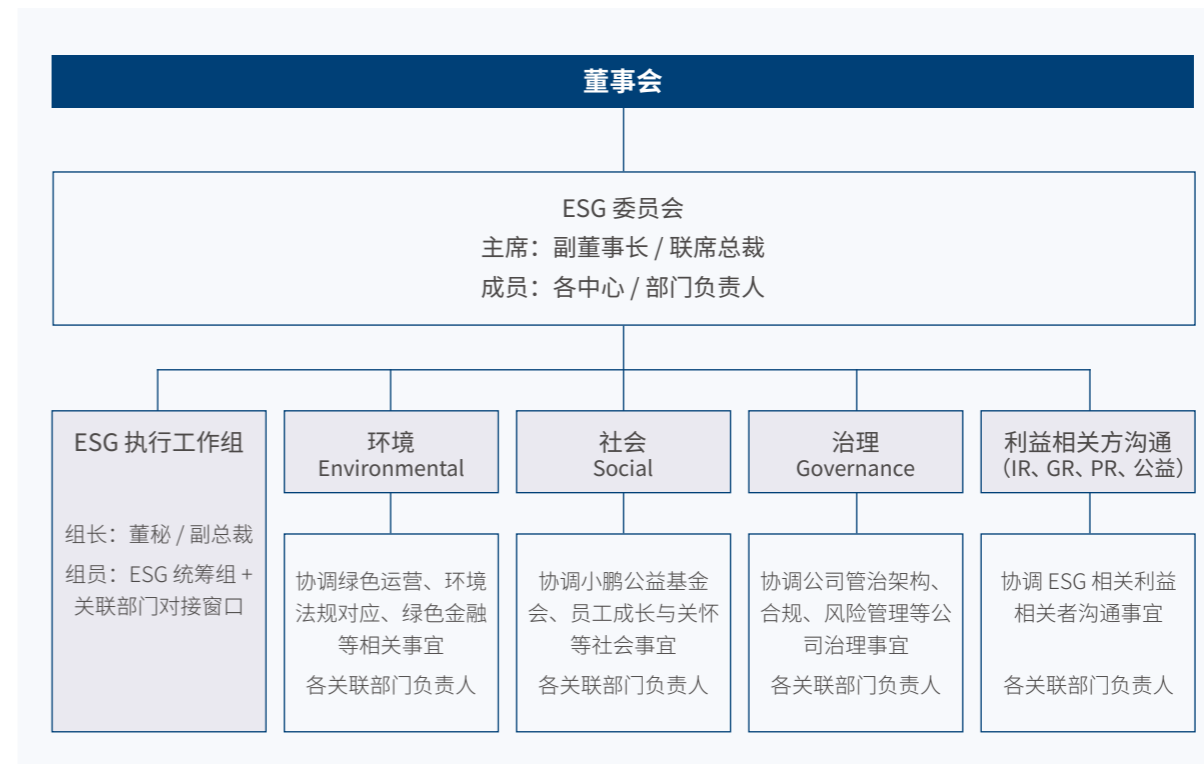 董事会
ESG 委员会
主席：副董事长 / 联席总裁
成员：各中心 / 部门负责人
ESG 执行工作组
组长：董秘 / 副总裁
组员：ESG 统筹组 +
关联部门对接窗口
环境
Environmental
协调绿色运营、环境
法规对应、绿色金融
等相关事宜
各关联部门负责人
社会
Social
协调小鹏公益基金
会、员工成长与关怀
等社会事宜
各关联部门负责人
治理
Governance
协调公司管治架构、
合规、风险管理等公
司治理事宜
各关联部门负责人
利益相关方沟通
（IR、GR、PR、公益）
协调 ESG 相关利益
相关者沟通事宜
各关联部门负责人